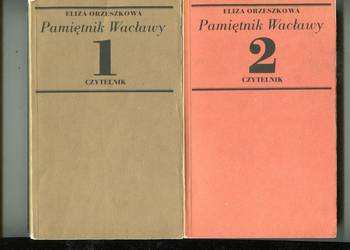 ELIZA ORZESZKOWA
Pamiętnik Wacławy
1
CZYTELNIK
ELIZA ORZESZKOWA
Pamiętnik Wacławy
2
CZYTELNIK